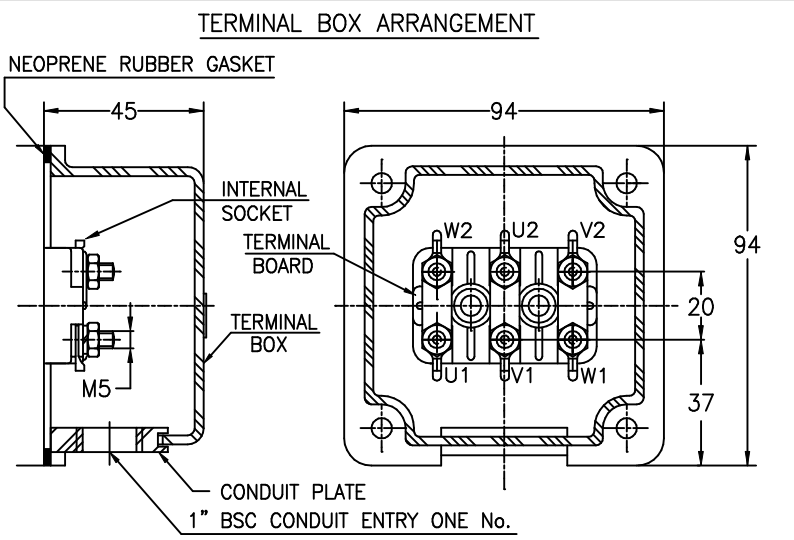 TERMINAL BOX ARRANGEMENT
NEOPRENE RUBBER GASKET
45
94
INTERNAL
SOCKET
W2 U2 V2
TERMINAL
BOARD
94
20
TERMINAL
BOX
M5
U1 V1 W1
37
CONDUIT PLATE
1" BSC CONDUIT ENTRY ONE No.